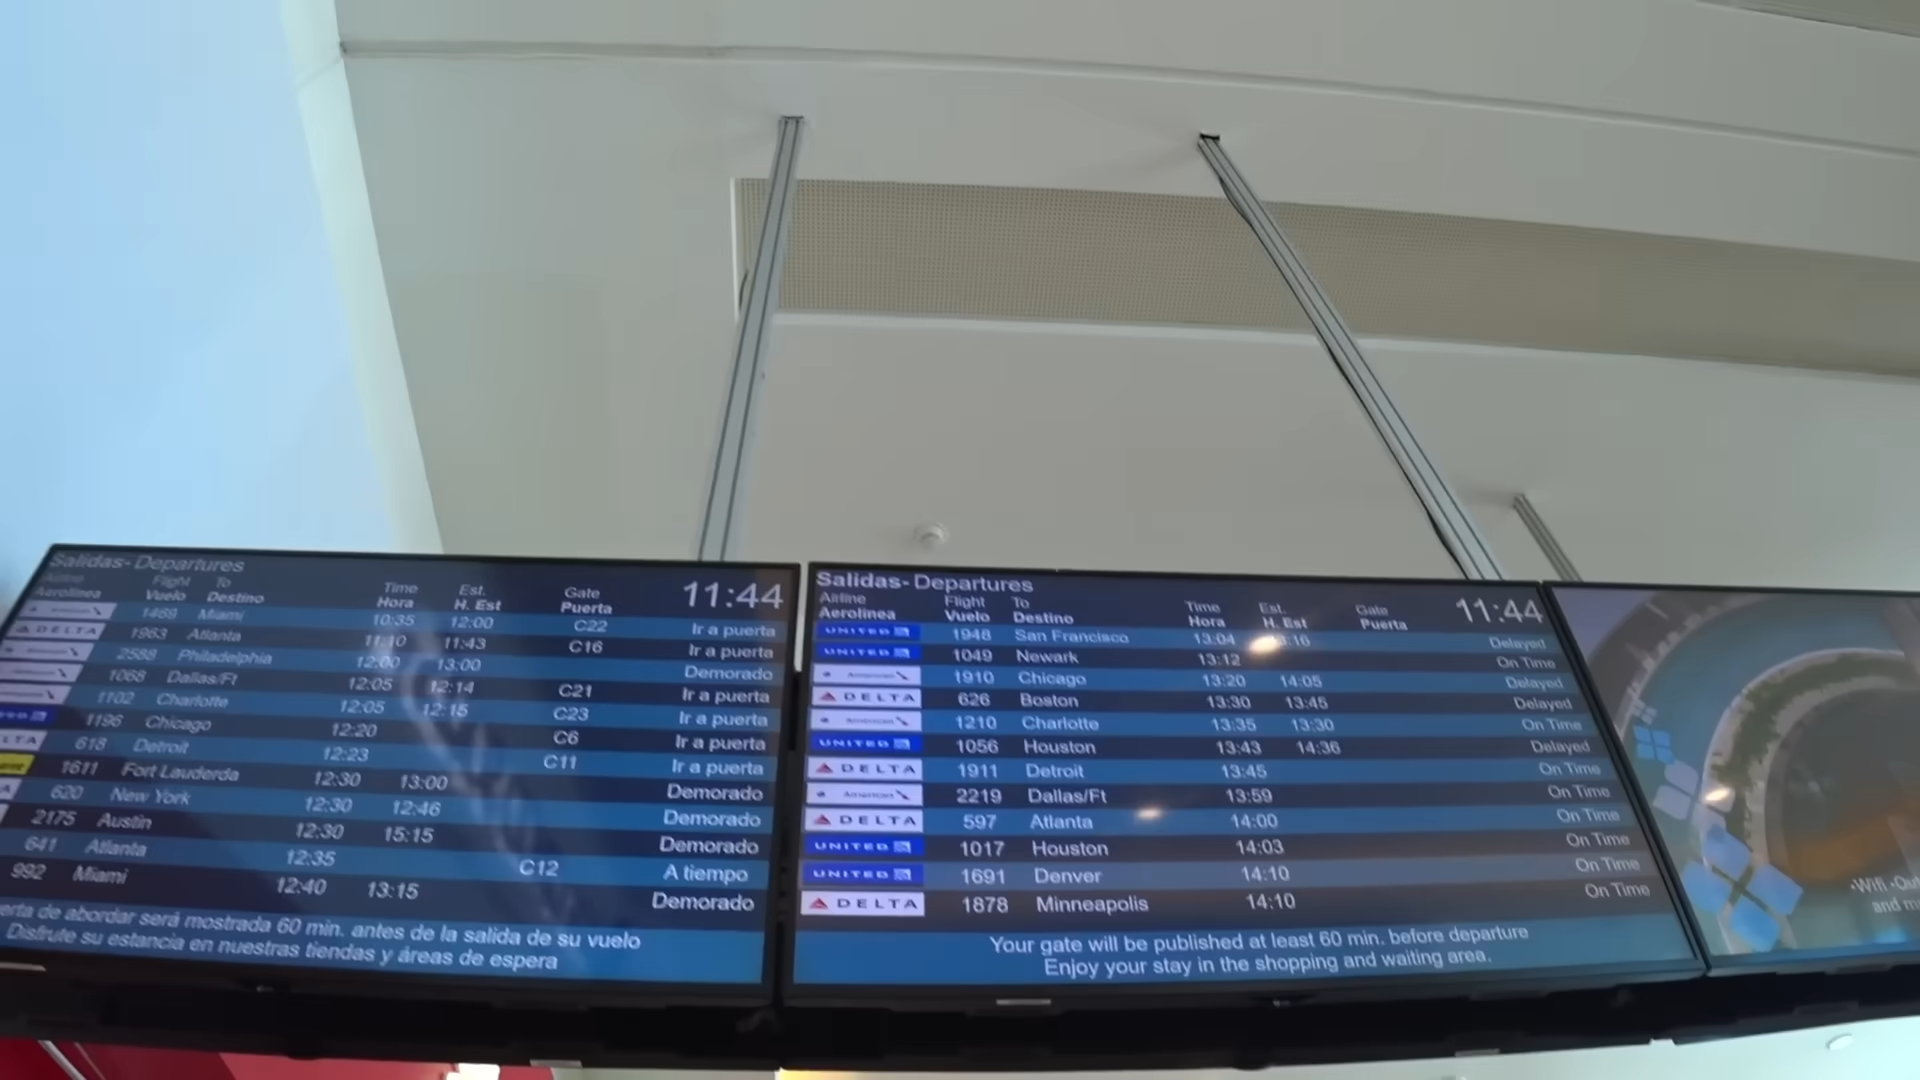 Salidas- Departures
11:44
Airline Flight To Time Est. Gate
Aerolinea Vuelo Destino Hora H. Est Puerta
1469 Miami 10:35 12:00 C22 Ir a puerta
DELTA 1963 Atlanta 11:10 11:43 C16 Ir a puerta
2588 Philadelphia 12:00 13:00 Demorado
1068 Dallas/Ft 12:05 12:14 C21 Ir a puerta
1102 Charlotte 12:05 12:15 C23 Ir a puerta
1196 Chicago 12:20 C6 Ir a puerta
LTA 618 Detroit 12:23 C11 Ir a puerta
1611 Fort Lauderda 12:30 13:00 Demorado
A 620 New York 12:30 12:46 Demorado
2175 Austin 12:30 15:15 Demorado
641 Atlanta 12:35 C12 A tiempo
992 Miami 12:40 13:15 Demorado
erta de abordar será mostrada 60 min. antes de la salida de su vuelo
Disfrute su estancia en nuestras tiendas y áreas de espera
Salidas- Departures
11:44
Airline Flight To Time Est. Gate
Aerolinea Vuelo Destino Hora H. Est Puerta
UNITED 1948 San Francisco 13:04 :16 Delayed
UNITED 1049 Newark 13:12 On Time
American 1910 Chicago 13:20 14:05 Delayed
DELTA 626 Boston 13:30 13:45 Delayed
American 1210 Charlotte 13:35 13:30 On Time
UNITED 1056 Houston 13:43 14:36 Delayed
DELTA 1911 Detroit 13:45 On Time
American 2219 Dallas/Ft 13:59 On Time
DELTA 597 Atlanta 14:00 On Time
UNITED 1017 Houston 14:03 On Time
UNITED 1691 Denver 14:10 On Time
DELTA 1878 Minneapolis 14:10 On Time
Your gate will be published at least 60 min. before departure
Enjoy your stay in the shopping and waiting area.
·Wifi ·Out
and m